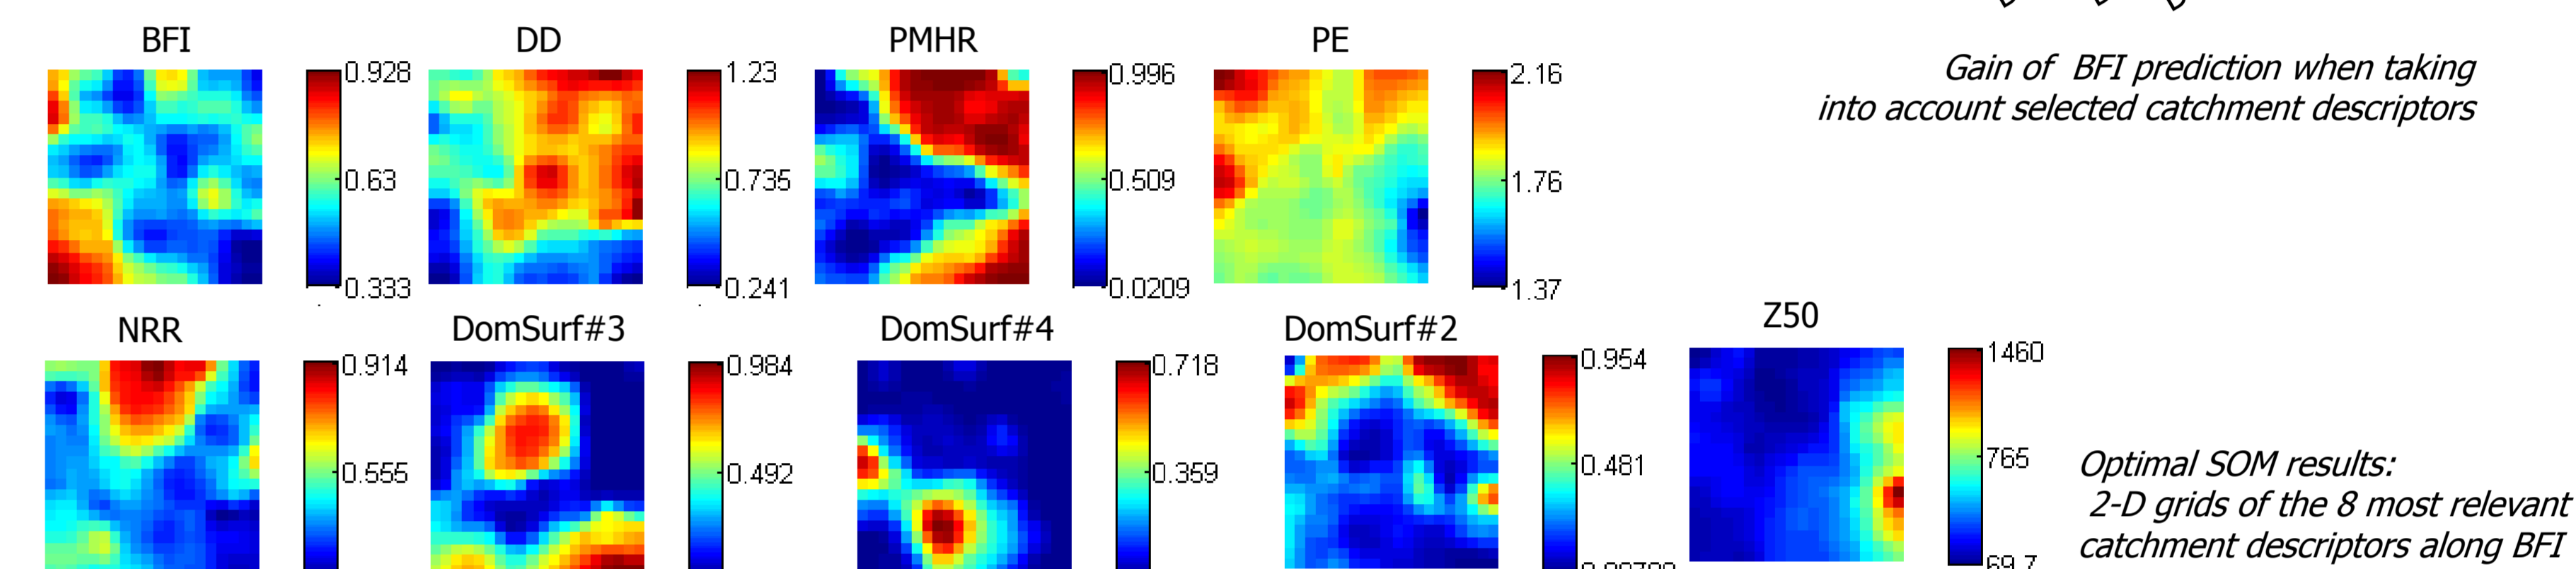 BFI
DD
PMHR
PE
0.928
0.63
0.333
1.23
0.735
0.241
0.996
0.509
0.0209
2.16
1.76
1.37
Gain of BFI prediction when taking
into account selected catchment descriptors
NRR
DomSurf#3
DomSurf#4
DomSurf#2
Z50
0.914
0.555
0.984
0.492
0.718
0.359
0.954
0.481
1460
765
69.7
Optimal SOM results:
2-D grids of the 8 most relevant
catchment descriptors along BFI